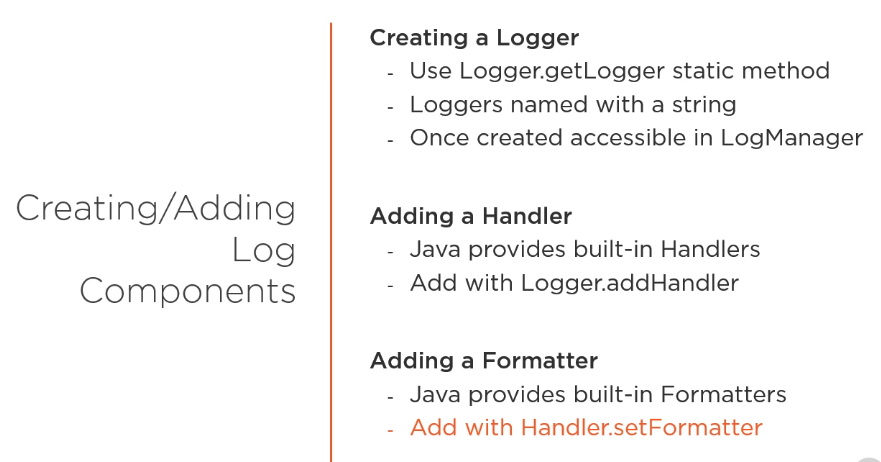 Creating/Adding
Log
Components
Creating a Logger
- Use Logger.getLogger static method
- Loggers named with a string
- Once created accessible in LogManager
Adding a Handler
- Java provides built-in Handlers
- Add with Logger.addHandler
Adding a Formatter
- Java provides built-in Formatters
- Add with Handler.setFormatter